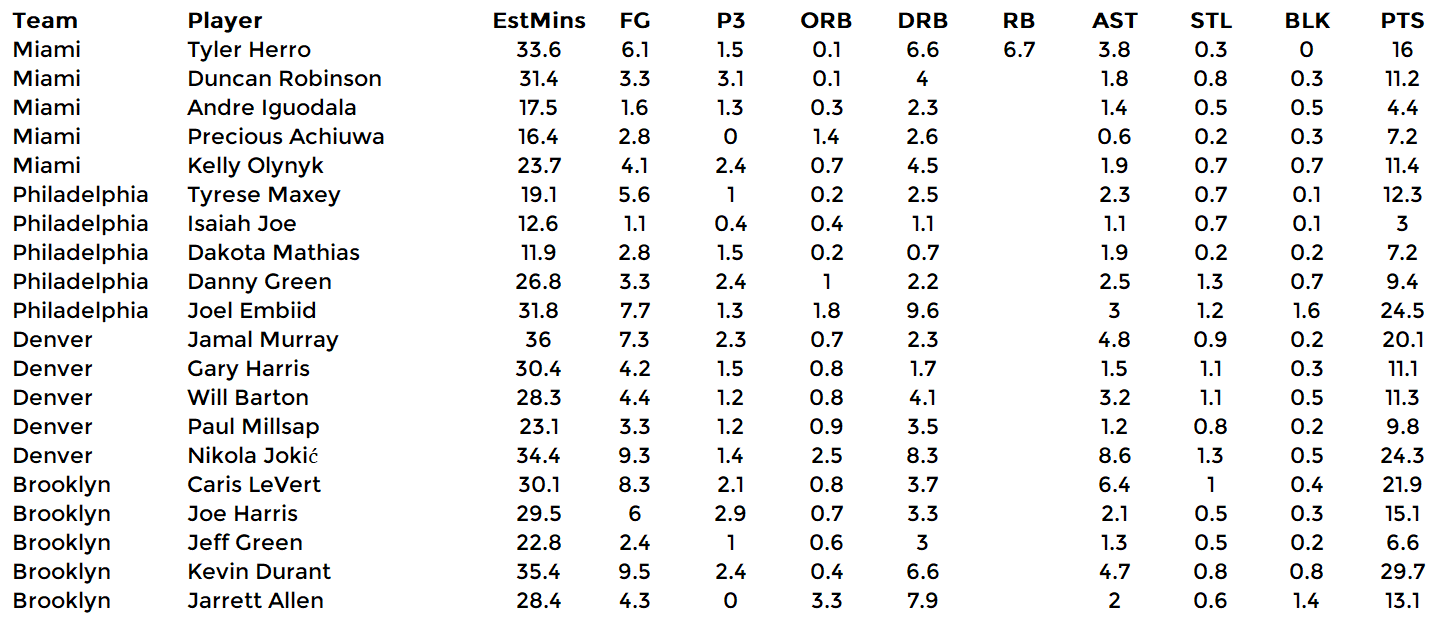 Team Player EstMins FG P3 ORB DRB RB AST STL BLK PTS
Miami Tyler Herro 33.6 6.1 1.5 0.1 6.6 6.7 3.8 0.3 0 16
Miami Duncan Robinson 31.4 3.3 3.1 0.1 4 1.8 0.8 0.3 11.2
Miami Andre Iguodala 17.5 1.6 1.3 0.3 2.3 1.4 0.5 0.5 4.4
Miami Precious Achiuwa 16.4 2.8 0 1.4 2.6 0.6 0.2 0.3 7.2
Miami Kelly Olynyk 23.7 4.1 2.4 0.7 4.5 1.9 0.7 0.7 11.4
Philadelphia Tyrese Maxey 19.1 5.6 1 0.2 2.5 2.3 0.7 0.1 12.3
Philadelphia Isaiah Joe 12.6 1.1 0.4 0.4 1.1 1.1 0.7 0.1 3
Philadelphia Dakota Mathias 11.9 2.8 1.5 0.2 0.7 1.9 0.2 0.2 7.2
Philadelphia Danny Green 26.8 3.3 2.4 1 2.2 2.5 1.3 0.7 9.4
Philadelphia Joel Embiid 31.8 7.7 1.3 1.8 9.6 3 1.2 1.6 24.5
Denver Jamal Murray 36 7.3 2.3 0.7 2.3 4.8 0.9 0.2 20.1
Denver Gary Harris 30.4 4.2 1.5 0.8 1.7 1.5 1.1 0.3 11.1
Denver Will Barton 28.3 4.4 1.2 0.8 4.1 3.2 1.1 0.5 11.3
Denver Paul Millsap 23.1 3.3 1.2 0.9 3.5 1.2 0.8 0.2 9.8
Denver Nikola Jokić 34.4 9.3 1.4 2.5 8.3 8.6 1.3 0.5 24.3
Brooklyn Caris LeVert 30.1 8.3 2.1 0.8 3.7 6.4 1 0.4 21.9
Brooklyn Joe Harris 29.5 6 2.9 0.7 3.3 2.1 0.5 0.3 15.1
Brooklyn Jeff Green 22.8 2.4 1 0.6 3 1.3 0.5 0.2 6.6
Brooklyn Kevin Durant 35.4 9.5 2.4 0.4 6.6 4.7 0.8 0.8 29.7
Brooklyn Jarrett Allen 28.4 4.3 0 3.3 7.9 2 0.6 1.4 13.1